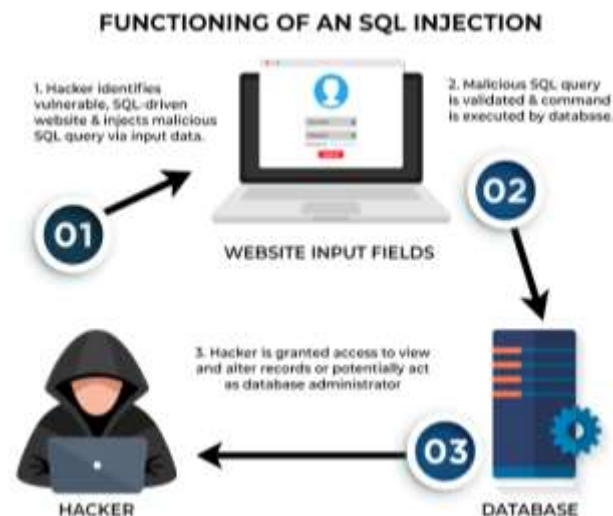 FUNCTIONING OF AN SQL INJECTION
1. Hacker identifies
vulnerable, SQL-driven
website & injects malicious
SQL query via input data.
2. Malicious SQL query
is validated & command
is executed by database.
01
02
WEBSITE INPUT FIELDS
3. Hacker is granted access to view
and alter records or potentially act
as database administrator
03
HACKER
DATABASE